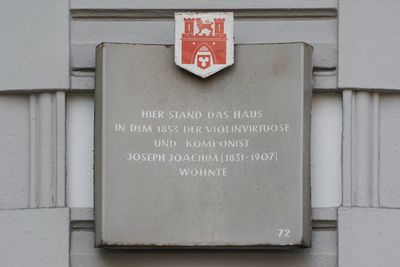 HIER STAND DAS HAUS
IN DEM 1853 DER VIOLINVIRTUOSE
UND KOMPONIST
JOSEPH JOACHIM [1831-1907]
WOHNTE
72